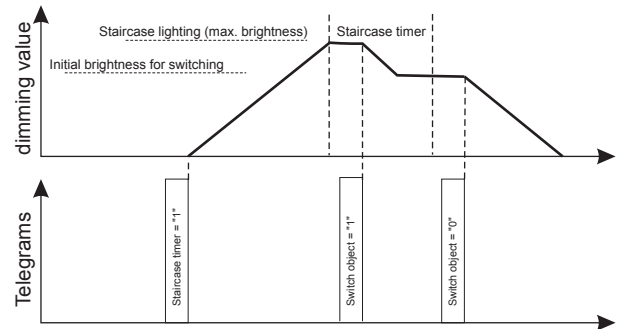 Staircase lighting (max. brightness) Staircase timer
Initial brightness for switching
dimming value
Telegrams
Staircase timer = "1"
Switch object = "1"
Switch object = "0"